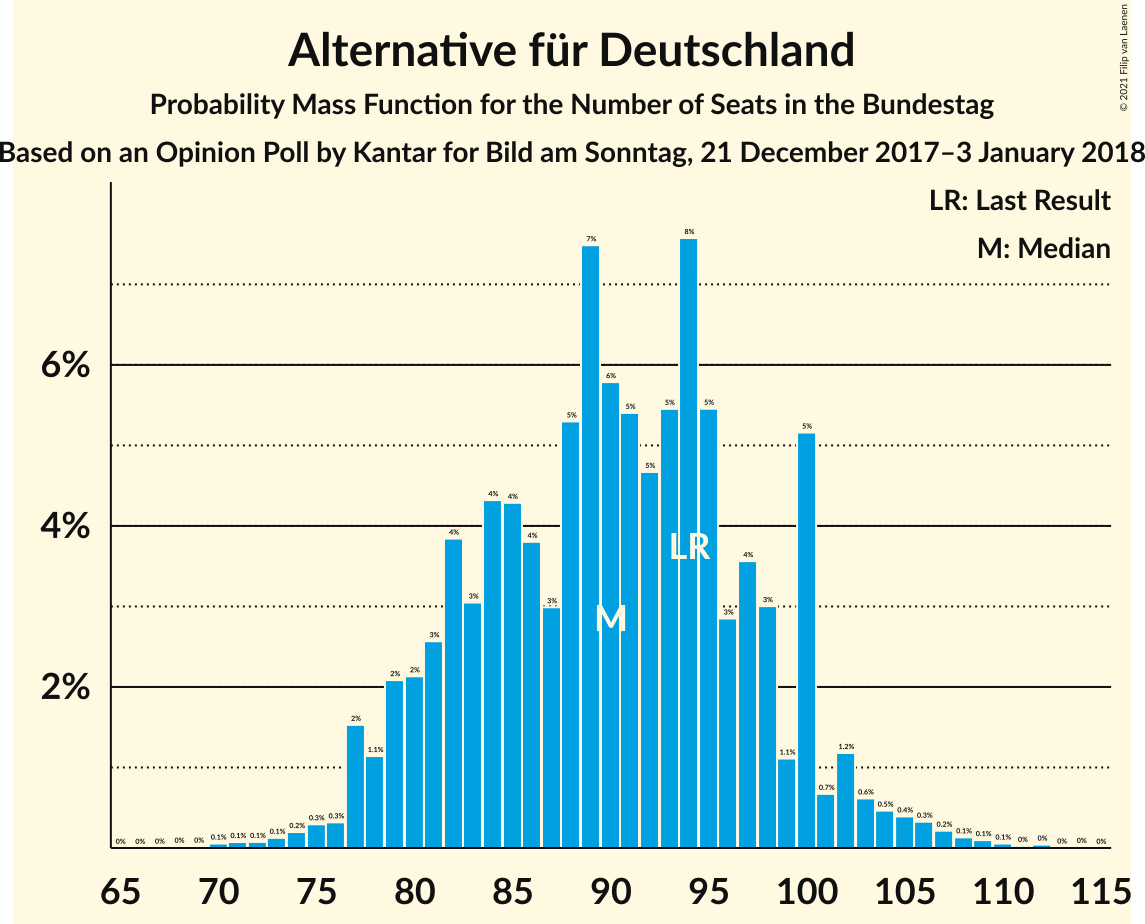 Alternative für Deutschland
Probability Mass Function for the Number of Seats in the Bundestag
Based on an Opinion Poll by Kantar for Bild am Sonntag, 21 December 2017–3 January 2018
© 2021 Filip van Laenen
LR: Last Result
M: Median
6%
4%
2%
0% 0% 0% 0% 0% 0.1% 0.1% 0.1% 0.1% 0.2% 0.3% 0.3% 2% 1.1% 2% 2% 3% 4% 3% 4% 4% 4% 3% 5% 7% 6% 5% 5% 5% 8% 5% 3% 4% 3% 1.1% 5% 0.7% 1.2% 0.6% 0.5% 0.4% 0.3% 0.2% 0.1% 0.1% 0.1% 0% 0% 0% 0% 0%
LR
M
65 70 75 80 85 90 95 100 105 110 115